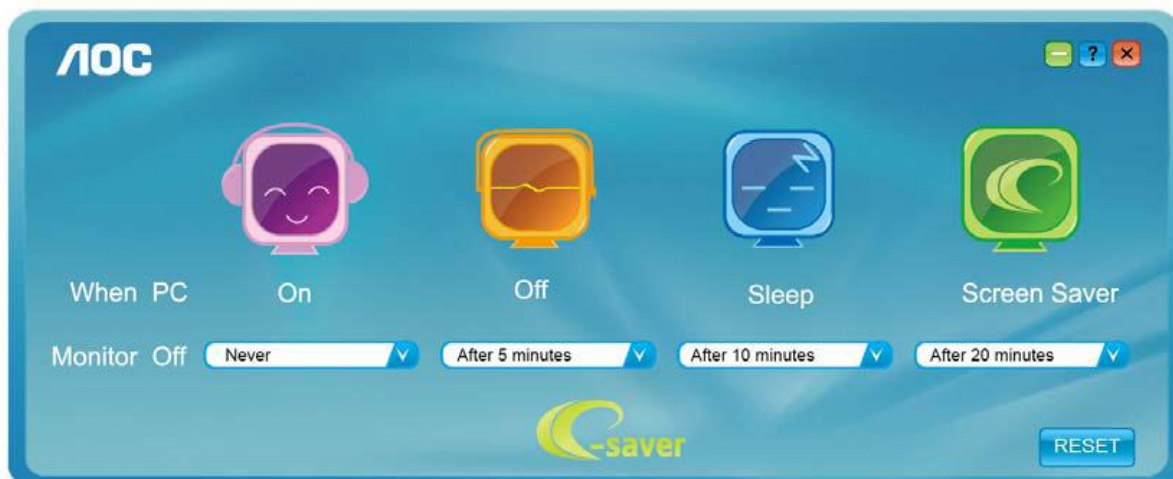 AOC
?
When PC On Off Sleep Screen Saver
Monitor Off Never After 5 minutes After 10 minutes After 20 minutes
e-saver
RESET